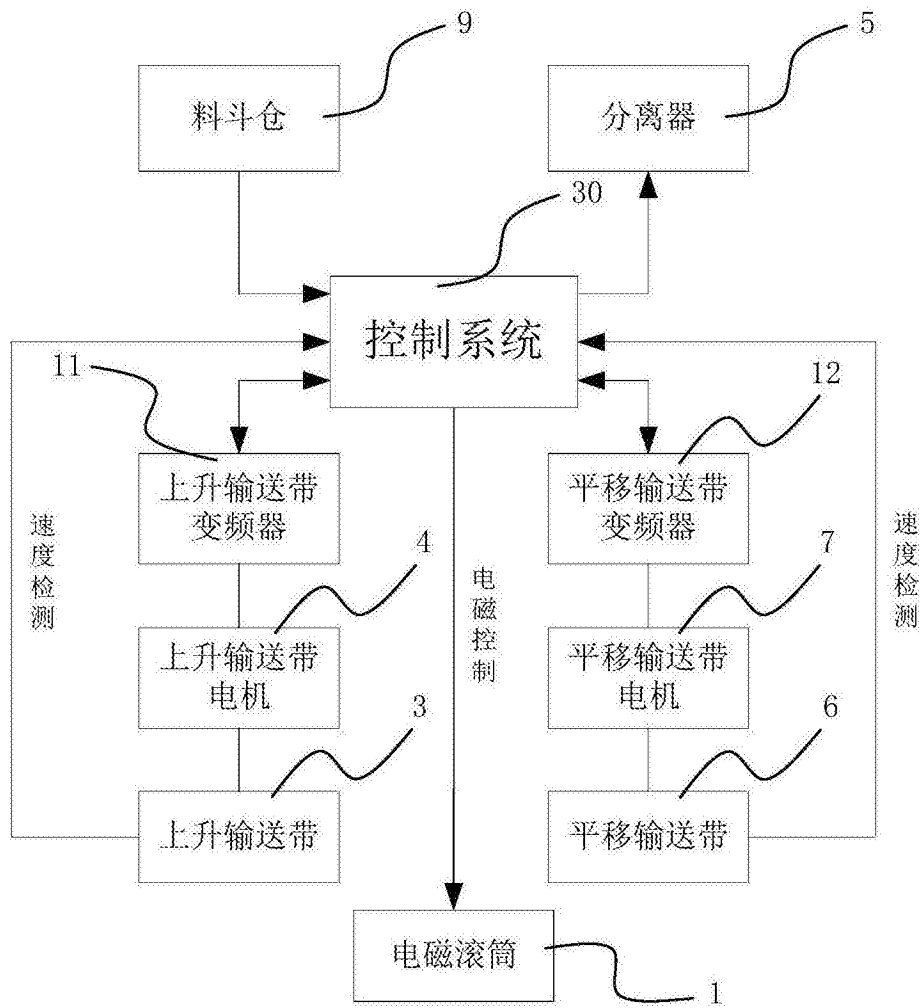 9
5
料斗仓
分离器
30
控制系统
11
12
上升输送带
变频器
平移输送带
变频器
速度检测
4
电磁控制
7
速度检测
上升输送带
电机
平移输送带
电机
3
6
上升输送带
平移输送带
电磁滚筒
1